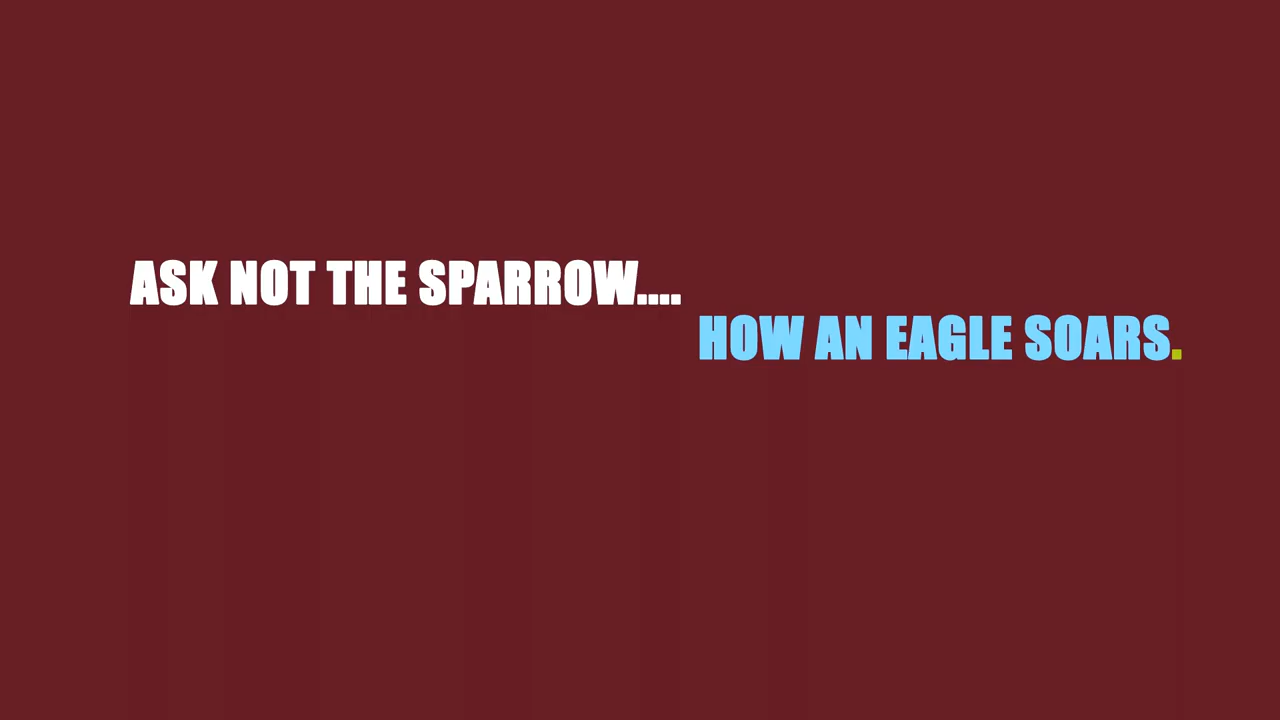 ASK NOT THE SPARROW....
HOW AN EAGLE SOARS.